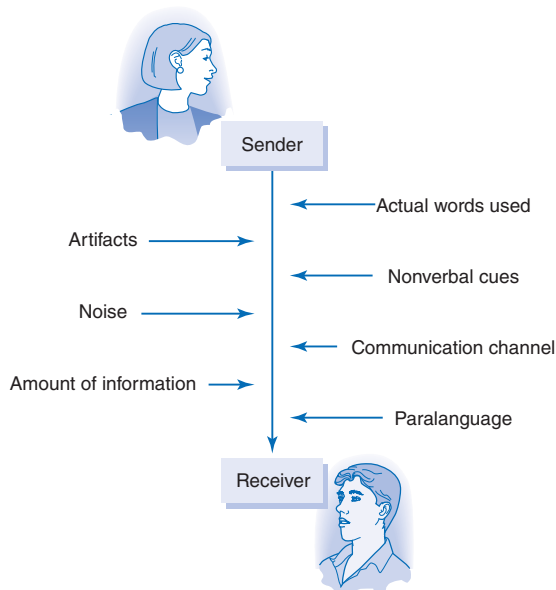 Sender
Actual words used
Artifacts
Nonverbal cues
Noise
Communication channel
Amount of information
Paralanguage
Receiver